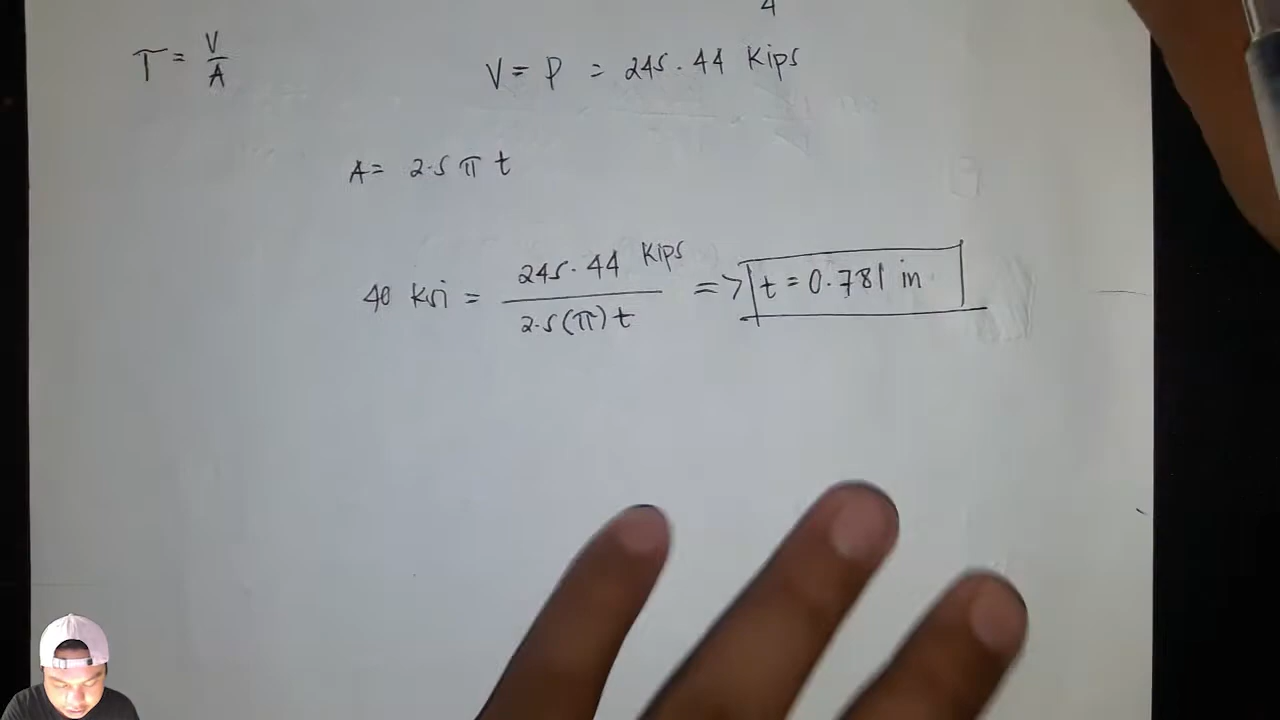 4
τ = V/A
V = P = 245.44 Kips
A = 2.5 π t
40 Ksi = 245.44 Kips / 2.5(π)t => t = 0.781 in